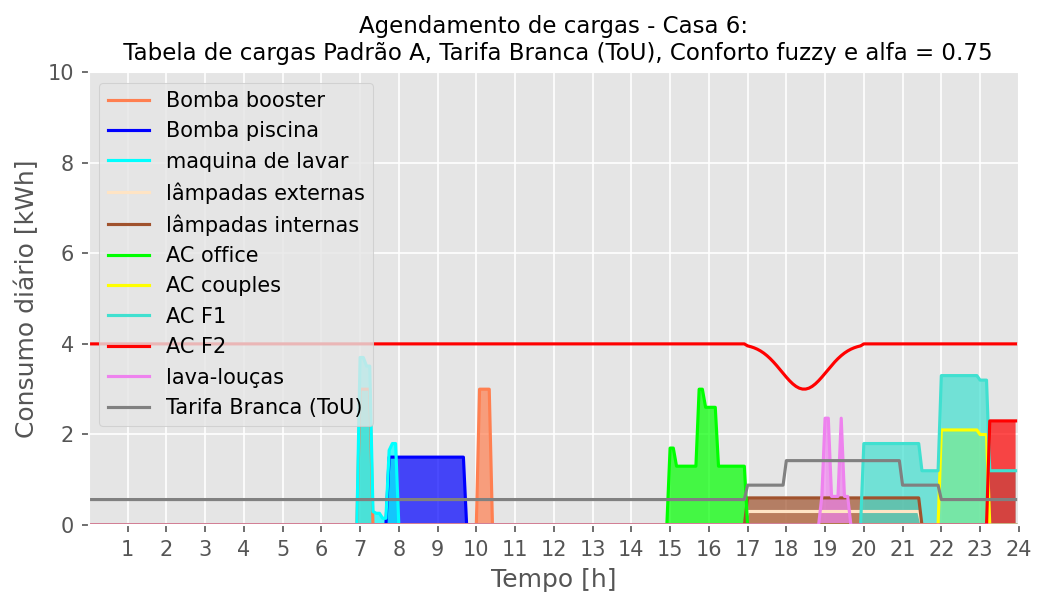 Agendamento de cargas - Casa 6:
Tabela de cargas Padrão A, Tarifa Branca (ToU), Conforto fuzzy e alfa = 0.75
Consumo diário [kWh]
10
8
6
4
2
0
Bomba booster
Bomba piscina
maquina de lavar
lâmpadas externas
lâmpadas internas
AC office
AC couples
AC F1
AC F2
lava-louças
Tarifa Branca (ToU)
1 2 3 4 5 6 7 8 9 10 11 12 13 14 15 16 17 18 19 20 21 22 23 24
Tempo [h]